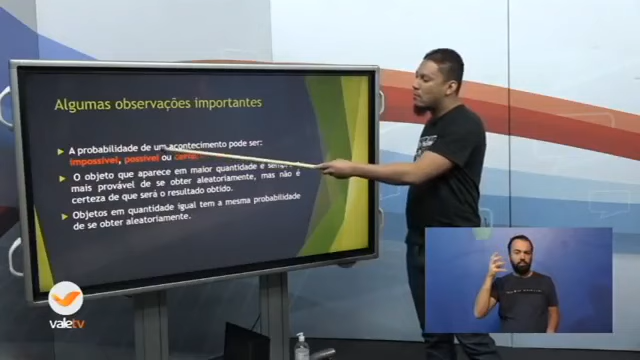 Algumas observações importantes
A probabilidade de um acontecimento pode ser:
impossível, possível ou
O objeto que aparece em maior quantidade e
mais provável de se obter aleatoriamente, mas não é
certeza de que será o resultado obtido.
Objetos em quantidade igual tem a mesma probabilidade
de se obter aleatoriamente.
valetv